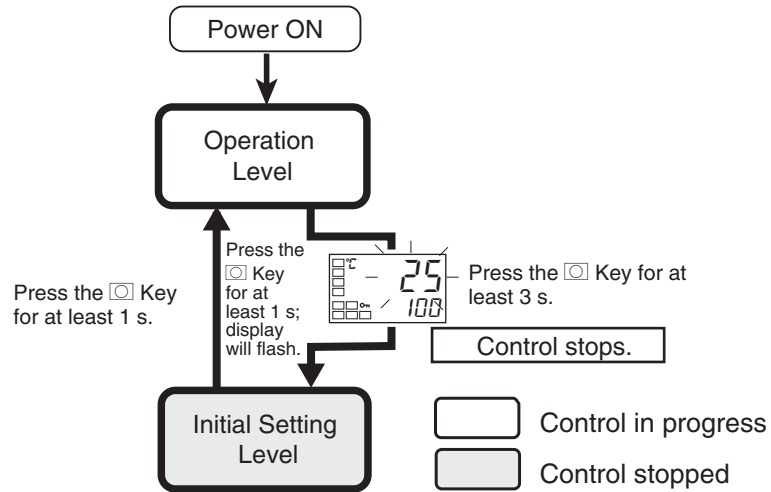 Power ON
Operation
Level
Press the
Key
for at
least 1 s;
display
will flash.
°C
25
100
Press the Key for at
least 3 s.
Press the Key
for at least 1 s.
Control stops.
Initial Setting
Level
Control in progress
Control stopped